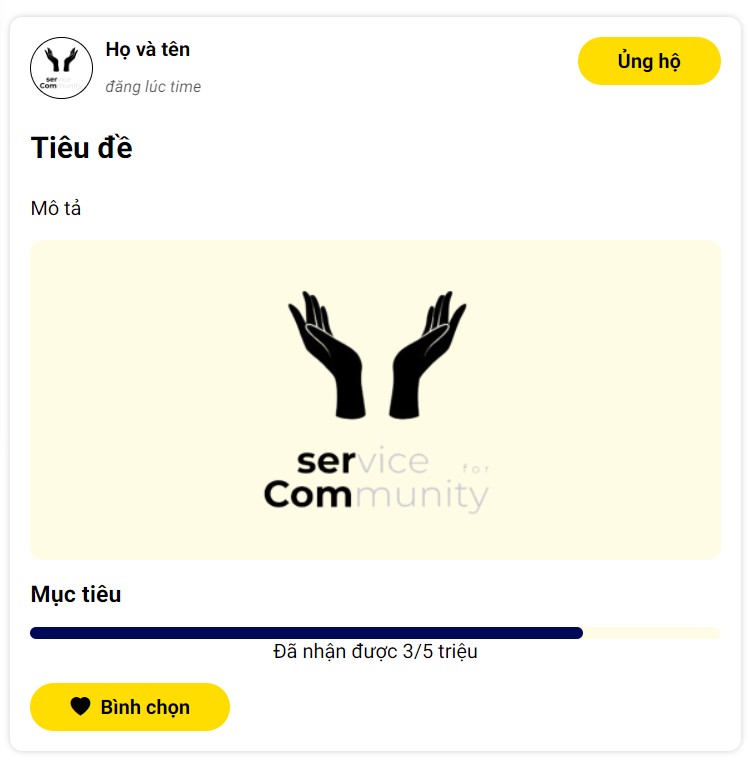 Họ và tên
Ủng hộ
ser
Community
đăng lúc time
Tiêu đề
Mô tả
service for
Community
Mục tiêu
Đã nhận được 3/5 triệu
Bình chọn